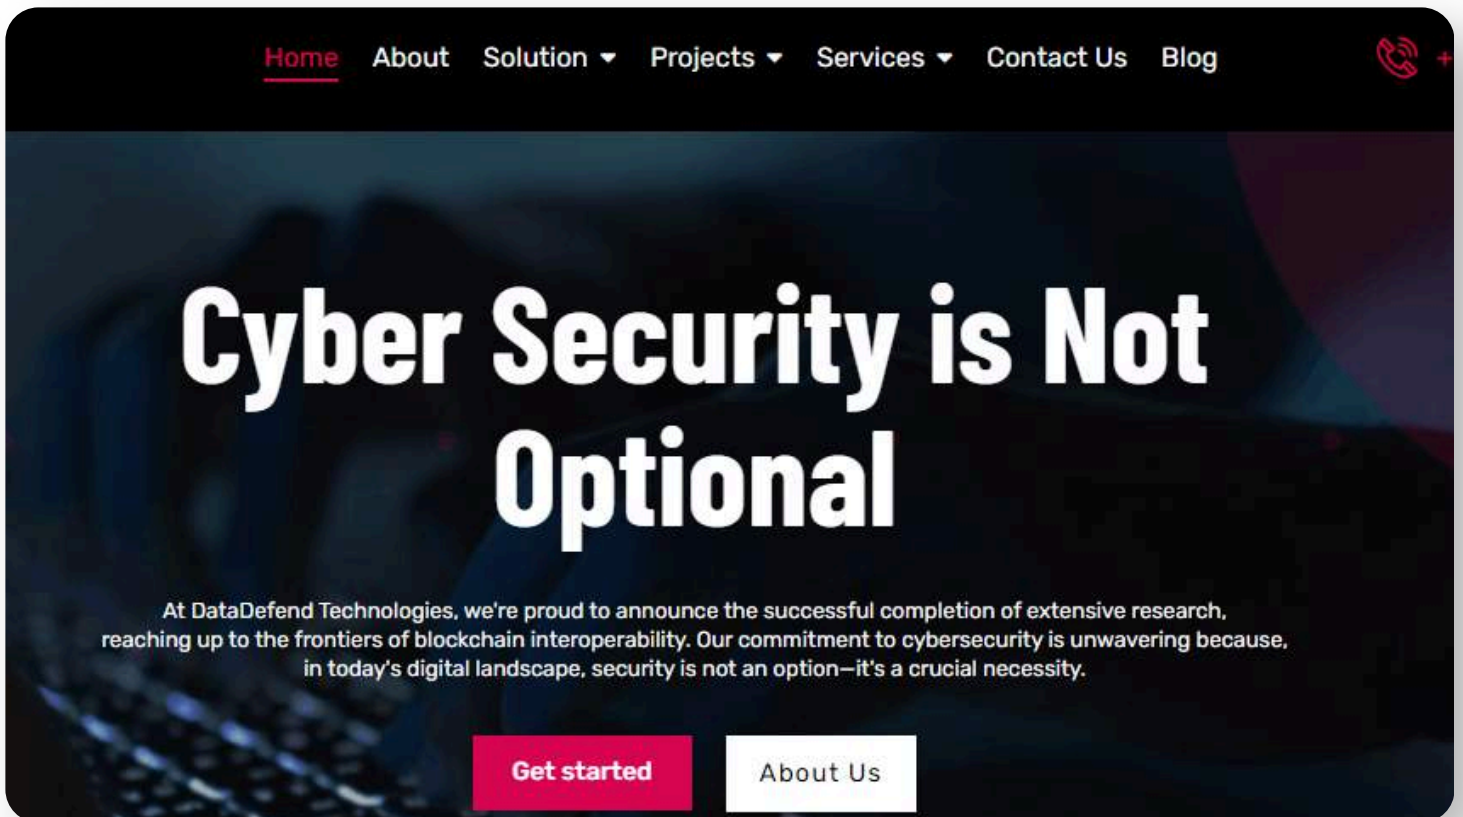 Home About Solution Projects Services Contact Us Blog +
Cyber Security is Not
Optional
At DataDefend Technologies, we're proud to announce the successful completion of extensive research,
reaching up to the frontiers of blockchain interoperability. Our commitment to cybersecurity is unwavering because,
in today's digital landscape, security is not an option—it's a crucial necessity.
Get started About Us